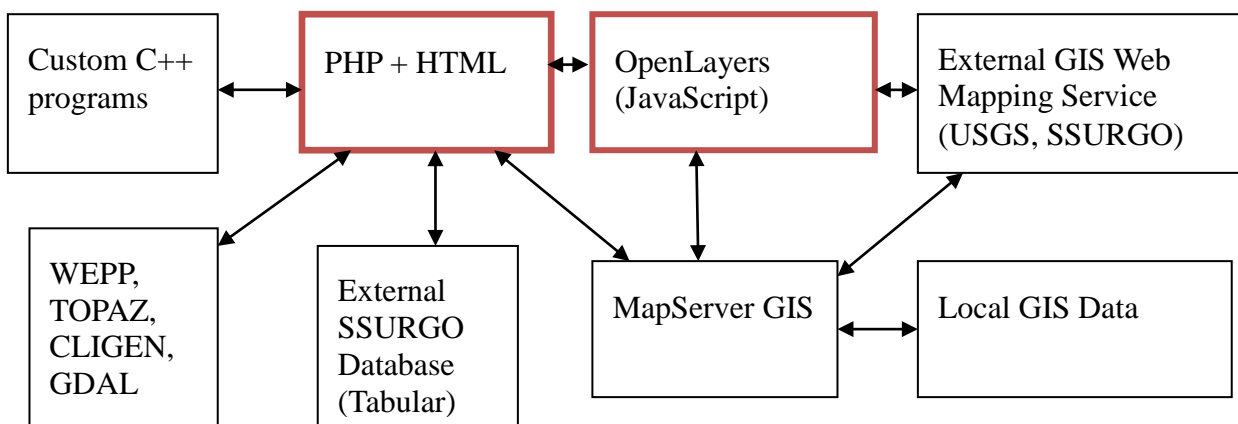 Custom C++
programs
PHP + HTML
OpenLayers
(JavaScript)
External GIS Web
Mapping Service
(USGS, SSURGO)
WEPP,
TOPAZ,
CLIGEN,
GDAL
External
SSURGO
Database
(Tabular)
MapServer GIS
Local GIS Data